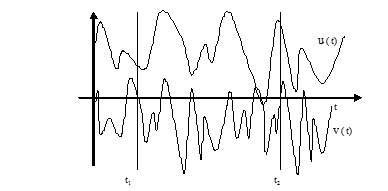 u(t)
t
v(t)
t₁ t₂